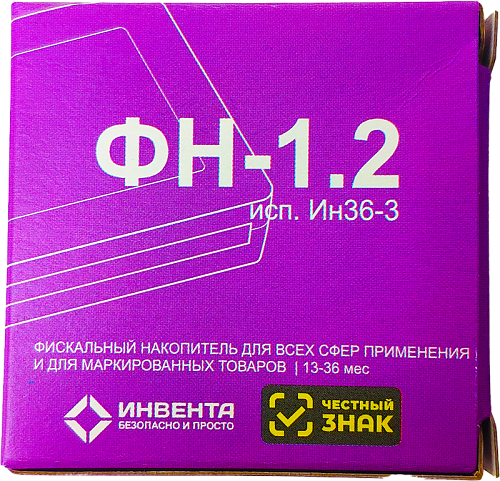 ФН-1.2
исп. Ин36-3
ФИСКАЛЬНЫЙ НАКОПИТЕЛЬ ДЛЯ ВСЕХ СФЕР ПРИМЕНЕНИЯ
И ДЛЯ МАРКИРОВАННЫХ ТОВАРОВ | 13-36 мес
ИНВЕНТА
БЕЗОПАСНО И ПРОСТО
ЧЕСТНЫЙ
ЗНАК